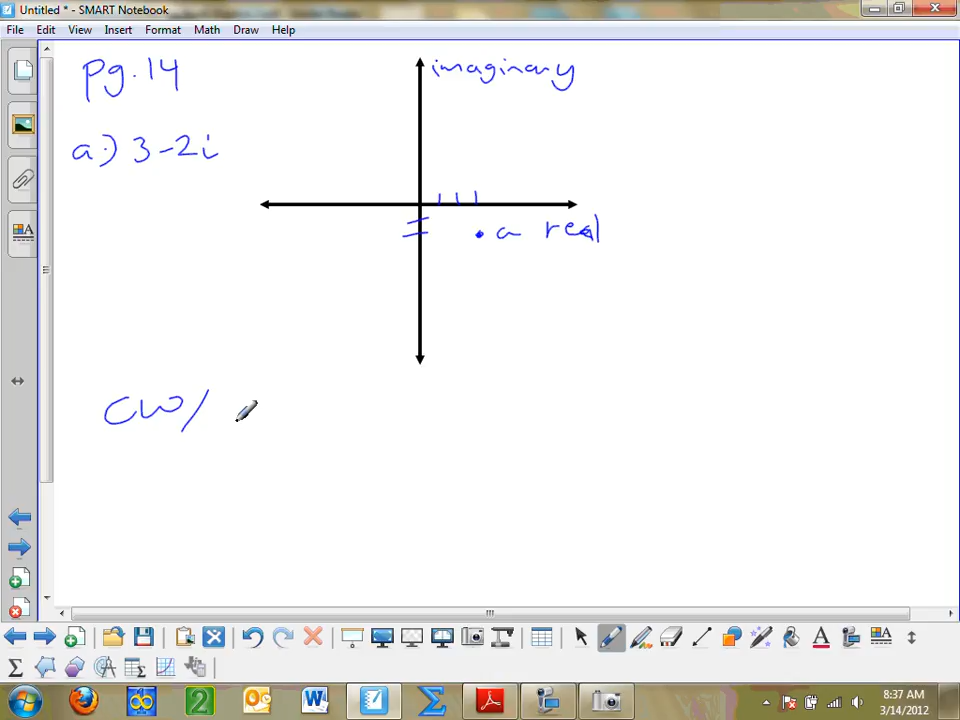 Untitled * - SMART Notebook
File Edit View Insert Format Math Draw Help
pg.14
imaginary
a.) 3-2i
a real
CW/
8:37 AM
3/14/2012